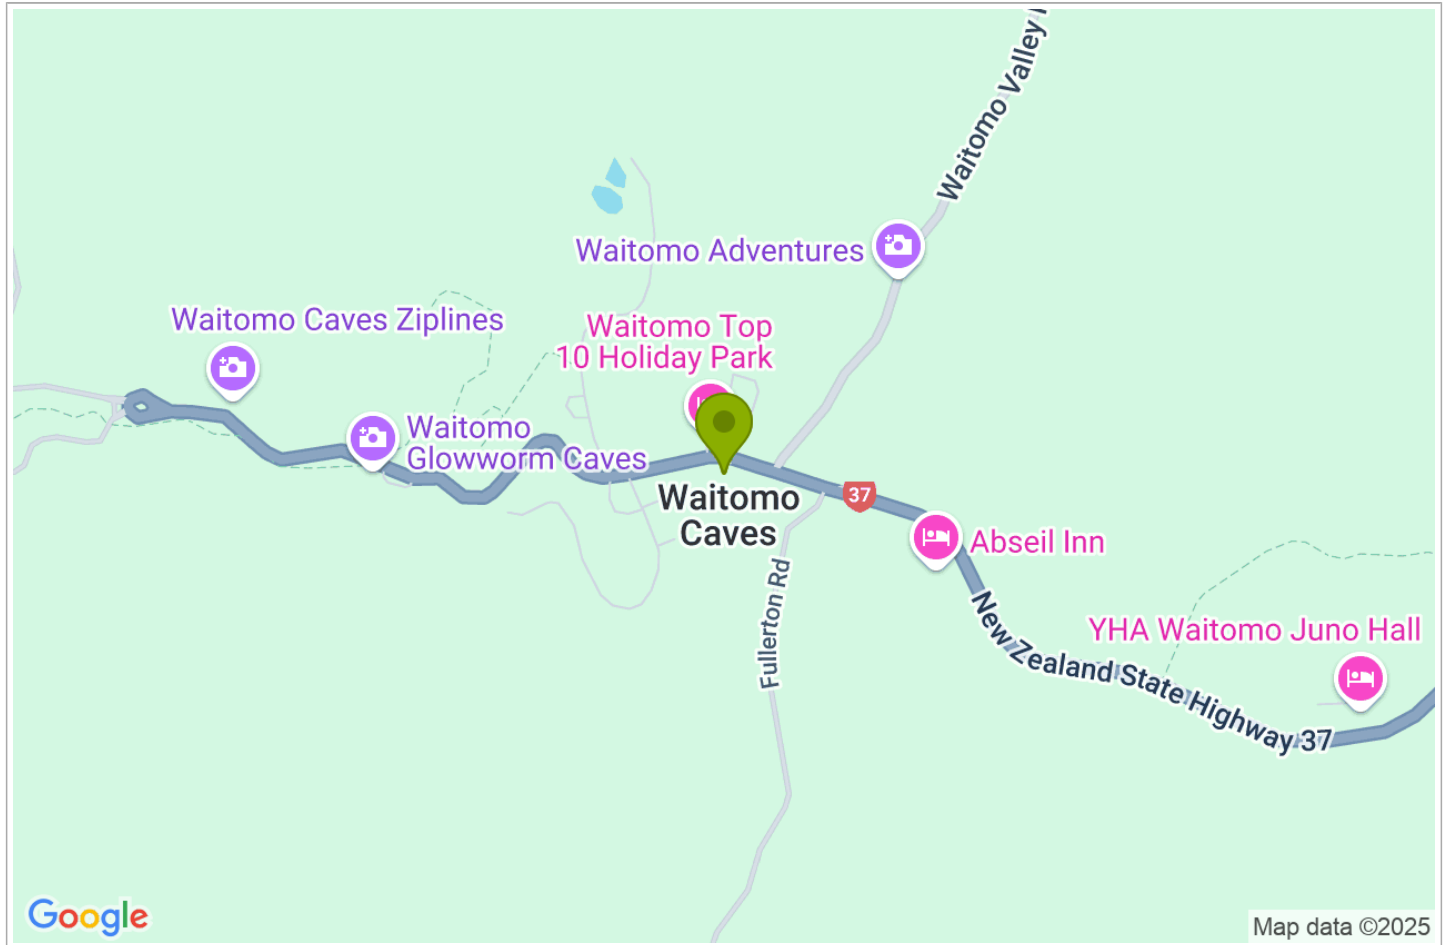 Waitomo Valley
Waitomo Adventures
Waitomo Caves Ziplines
Waitomo Top
10 Holiday Park
Waitomo
Glowworm Caves
Waitomo
Caves
37
Abseil Inn
Fullerton Rd
New Zealand State Highway 37
YHA Waitomo Juno Hall
Google
Map data ©2025